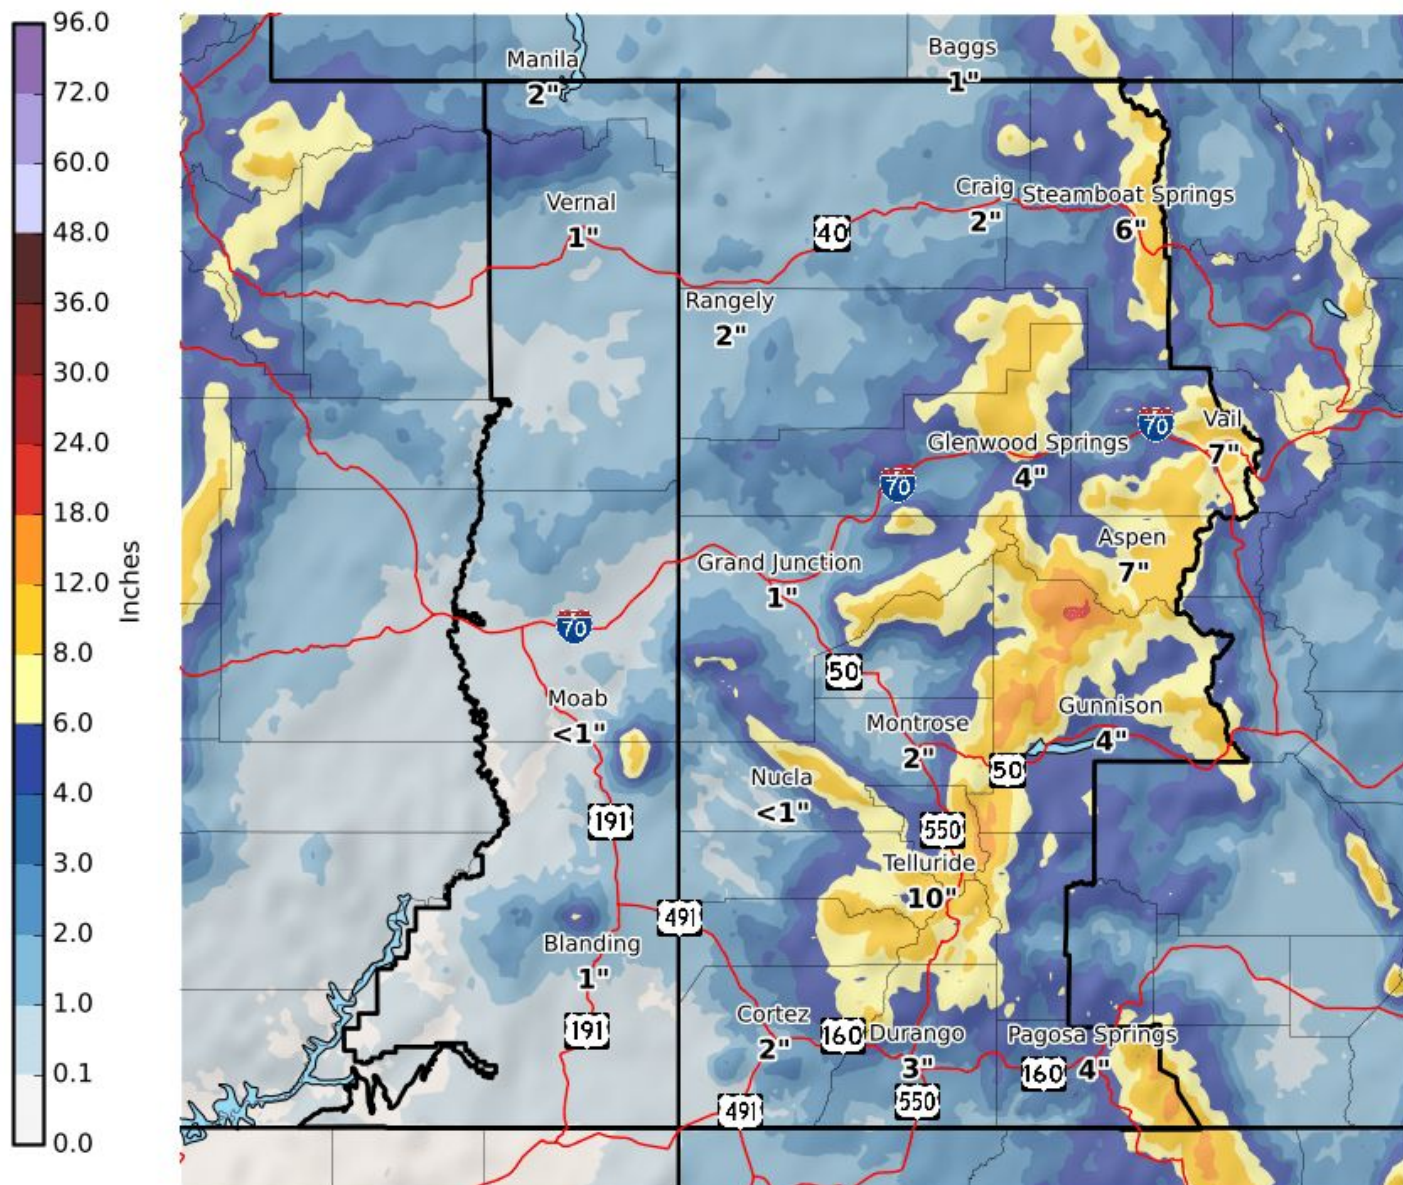 96.0
72.0
60.0
48.0
36.0
30.0
24.0
18.0
12.0
8.0
6.0
4.0
3.0
2.0
1.0
0.1
0.0
Inches
Manila
2"
Baggs
1"
Vernal
1"
Craig
2"
Steamboat Springs
6"
40
Rangely
2"
Vail
7"
70
Glenwood Springs
4"
70
Aspen
7"
Grand Junction
1"
70
50
Moab
<1"
Gunnison
4"
Montrose
2"
50
Nucla
<1"
191
550
Telluride
10"
491
Blanding
1"
191
Cortez
2"
160
Durango
3"
Pagosa Springs
4"
160
491
550